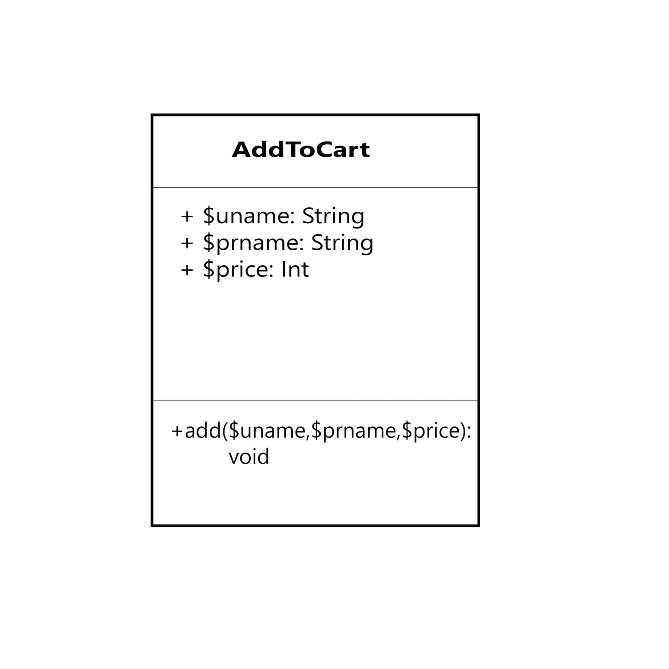 AddToCart
+ $uname: String
+ $prname: String
+ $price: Int
+add($uname,$prname,$price):
void